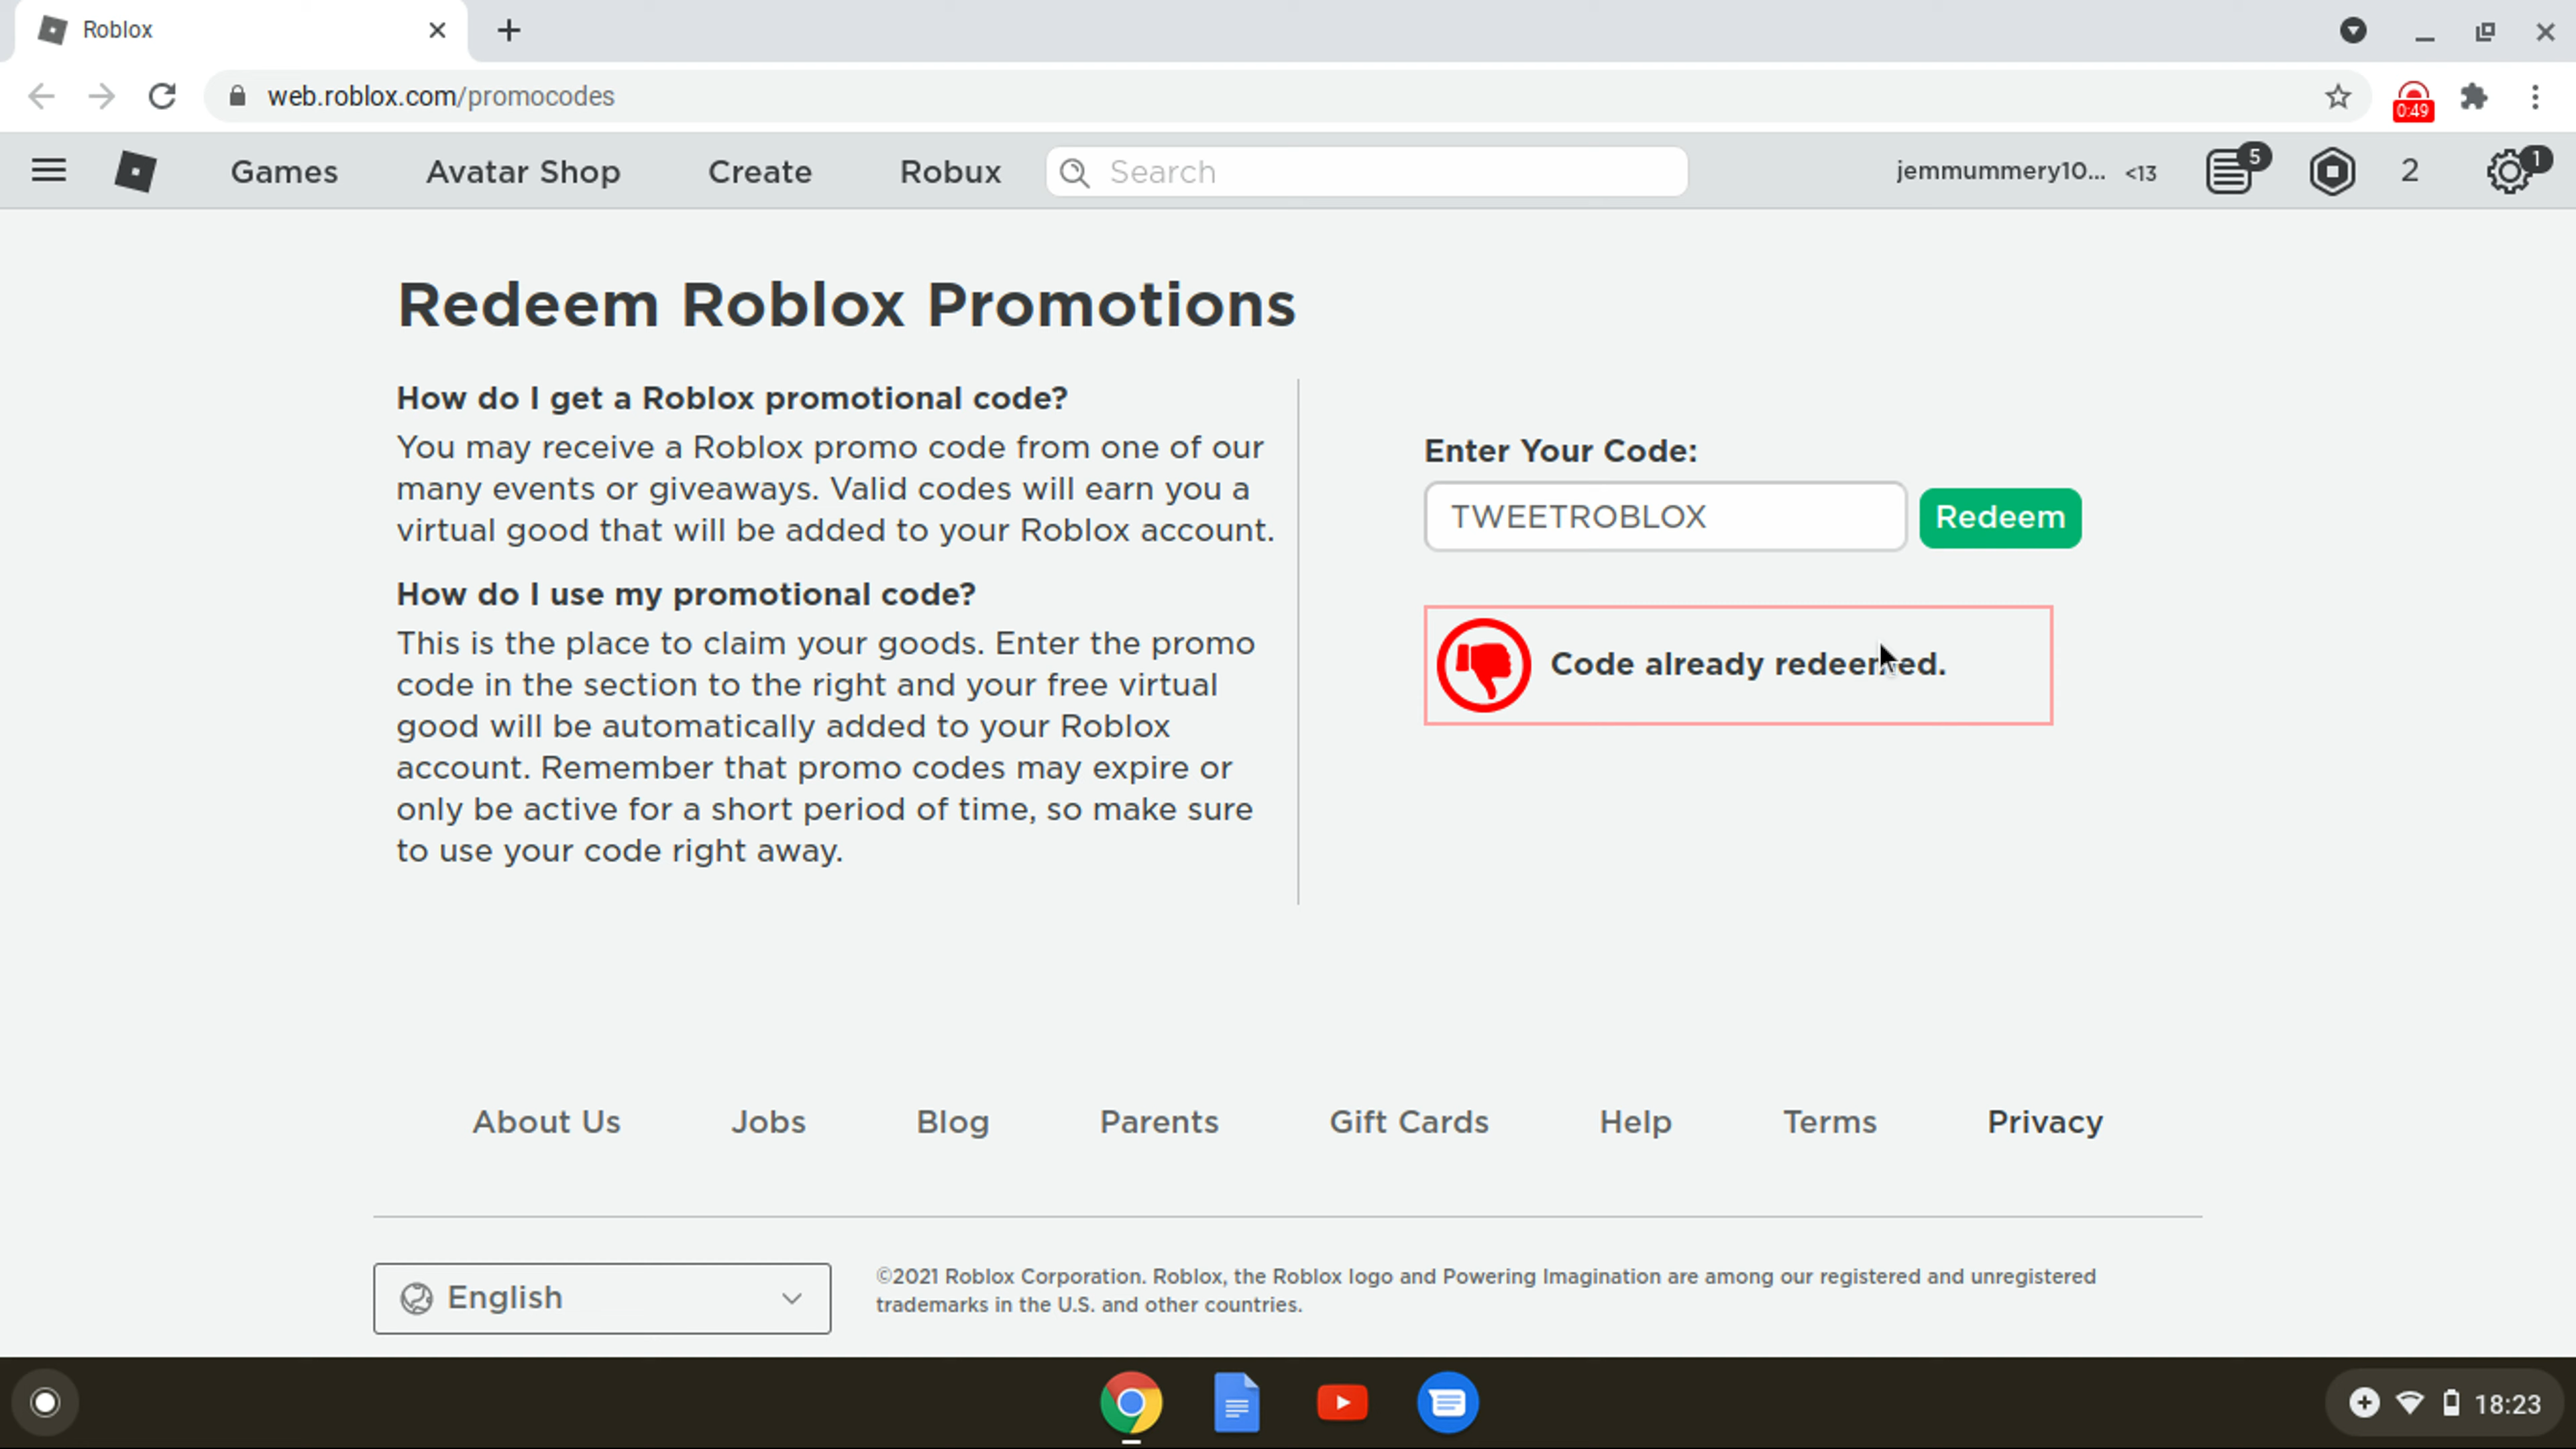 Roblox
web.roblox.com/promocodes
0:49
Games Avatar Shop Create Robux Search jemmummery10... <13 5 2 1
Redeem Roblox Promotions
How do I get a Roblox promotional code?
You may receive a Roblox promo code from one of our
many events or giveaways. Valid codes will earn you a
virtual good that will be added to your Roblox account.
How do I use my promotional code?
This is the place to claim your goods. Enter the promo
code in the section to the right and your free virtual
good will be automatically added to your Roblox
account. Remember that promo codes may expire or
only be active for a short period of time, so make sure
to use your code right away.
Enter Your Code:
TWEETROBLOX Redeem
Code already redeemed.
About Us Jobs Blog Parents Gift Cards Help Terms Privacy
English
©2021 Roblox Corporation. Roblox, the Roblox logo and Powering Imagination are among our registered and unregistered
trademarks in the U.S. and other countries.
18:23